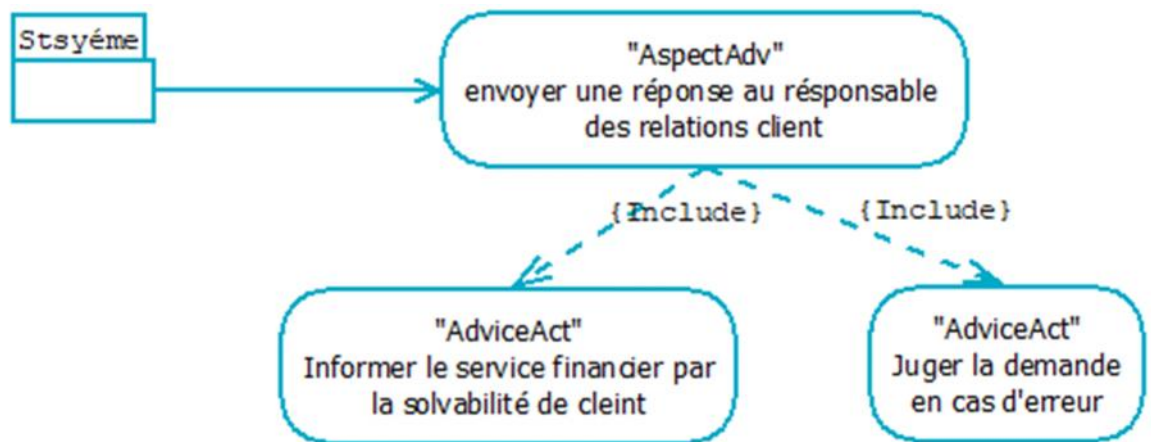 Stsyéme
"AspectAdv"
envoyer une réponse au résponsable
des relations client
{Include}
{Include}
"AdviceAct"
Informer le service financier par
la solvabilité de cleint
"AdviceAct"
Juger la demande
en cas d'erreur